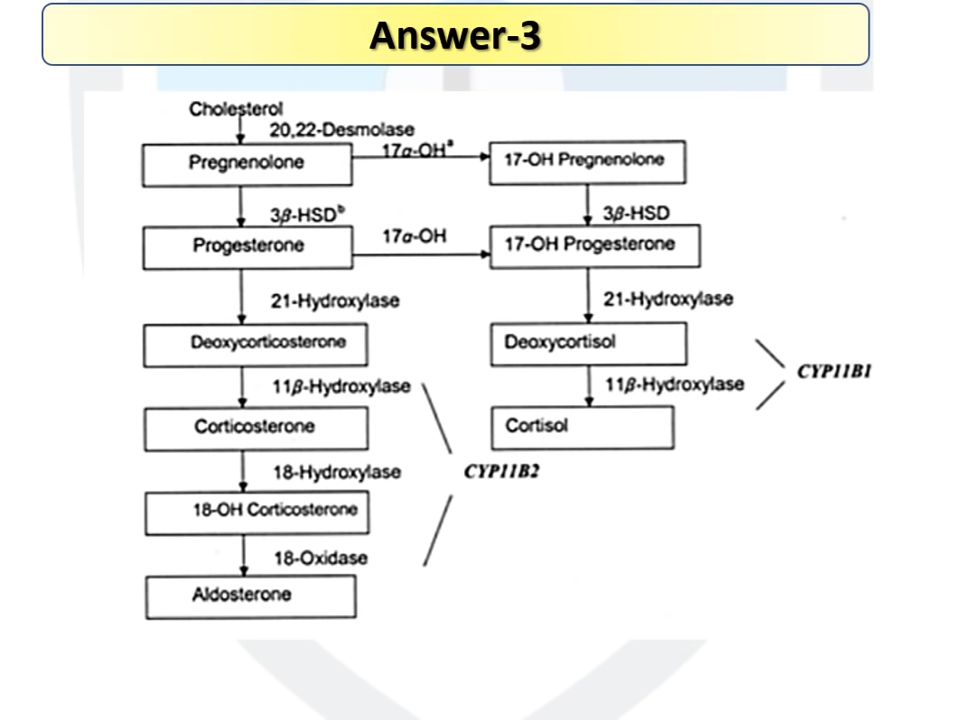 Answer-3
Cholesterol
20,22-Desmolase
Pregnenolone
17α-OHᵃ
17-OH Pregnenolone
3β-HSDᵇ
3β-HSD
Progesterone
17α-OH
17-OH Progesterone
21-Hydroxylase
21-Hydroxylase
Deoxycorticosterone
Deoxycortisol
CYP11B1
11β-Hydroxylase
11β-Hydroxylase
Corticosterone
Cortisol
18-Hydroxylase
CYP11B2
18-OH Corticosterone
18-Oxidase
Aldosterone